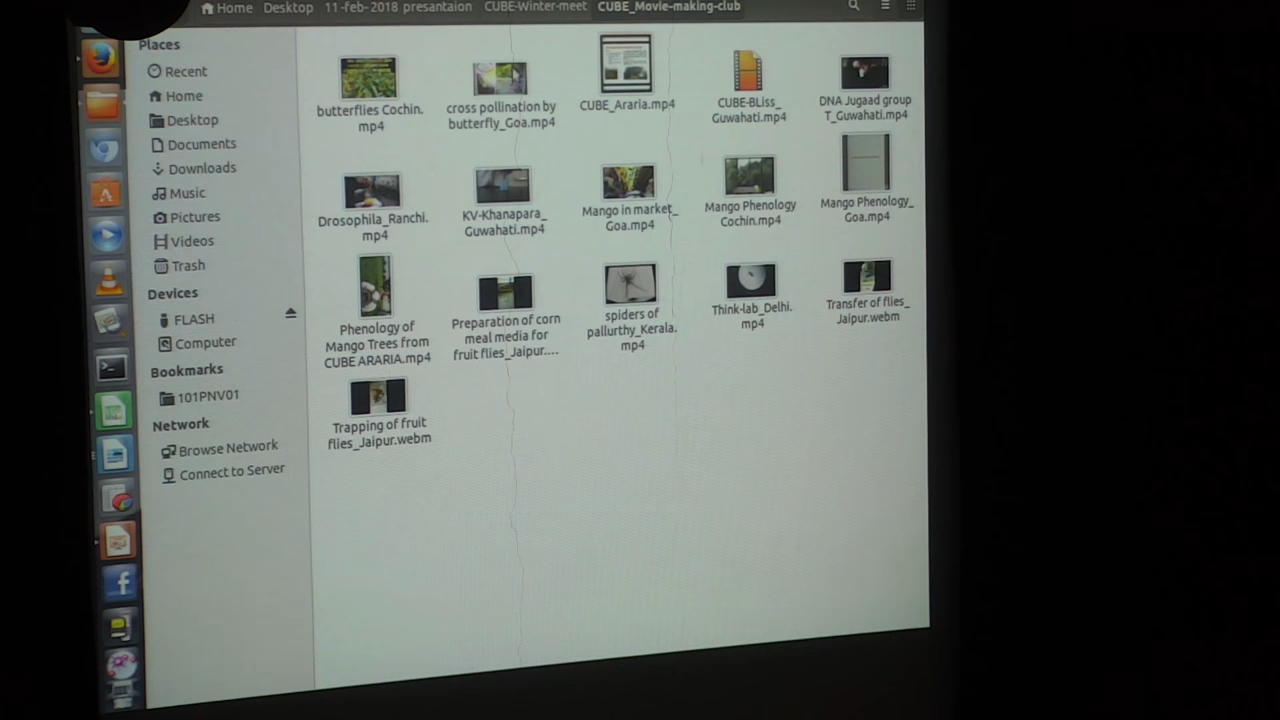 Home Desktop 11-feb-2018 presantaion CUBE-Winter-meet CUBE_Movie-making-club
Places
Recent
Home
Desktop
Documents
Downloads
Music
Pictures
Videos
Trash
Devices
FLASH
Computer
Bookmarks
101PNV01
Network
Browse Network
Connect to Server
butterflies Cochin.
mp4
cross pollination by
butterfly_Goa.mp4
CUBE_Araria.mp4
CUBE-BLiss_
Guwahati.mp4
DNA Jugaad group
T_Guwahati.mp4
Drosophila_Ranchi.
mp4
KV-Khanapara_
Guwahati.mp4
Mango in market_
Goa.mp4
Mango Phenology
Cochin.mp4
Mango Phenology_
Goa.mp4
Phenology of
Mango Trees from
CUBE ARARIA.mp4
Preparation of corn
meal media for
fruit flies_Jaipur....
spiders of
pallurthy_Kerala.
mp4
Think-lab_Delhi.
mp4
Transfer of flies_
Jaipur.webm
Trapping of fruit
flies_Jaipur.webm